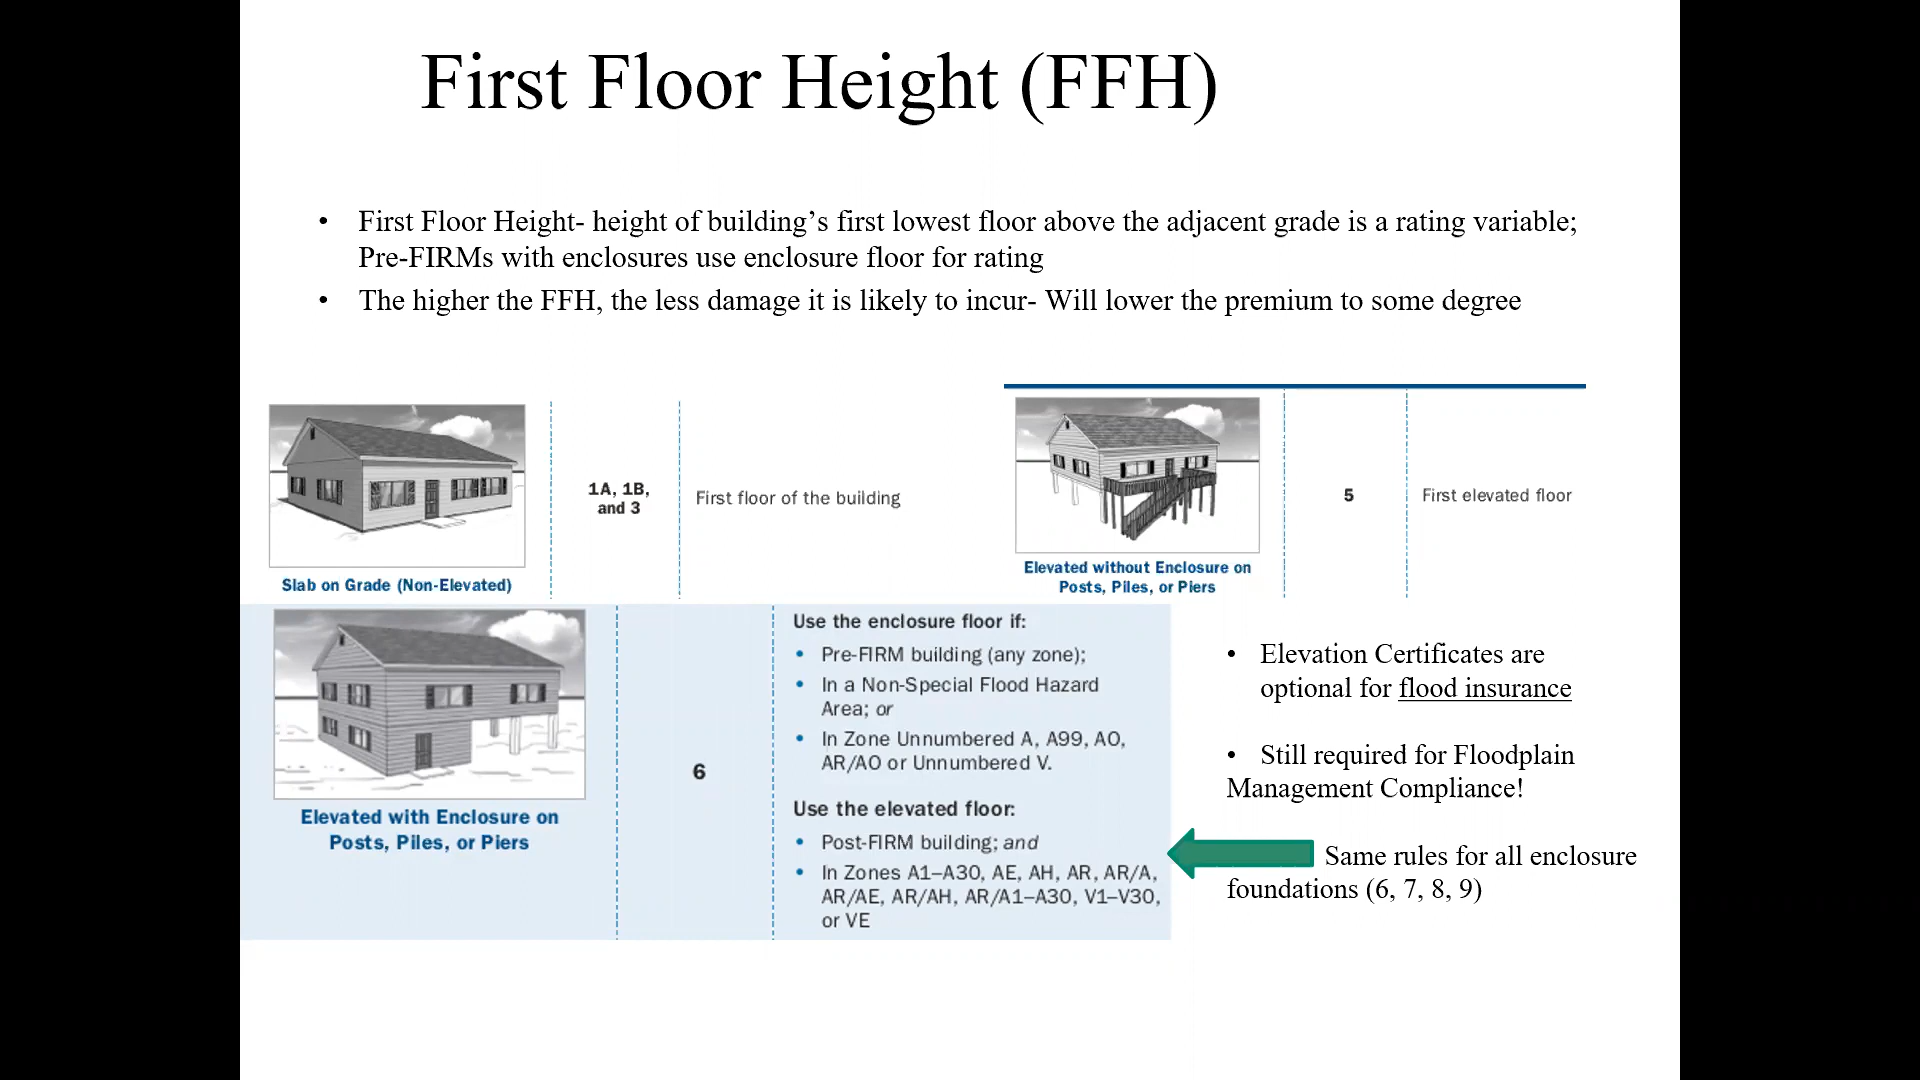 First Floor Height (FFH)
• First Floor Height- height of building’s first lowest floor above the adjacent grade is a rating variable;
Pre-FIRMs with enclosures use enclosure floor for rating
• The higher the FFH, the less damage it is likely to incur- Will lower the premium to some degree
Slab on Grade (Non-Elevated)
1A, 1B,
and 3
First floor of the building
Elevated without Enclosure on
Posts, Piles, or Piers
5
First elevated floor
Elevated with Enclosure on
Posts, Piles, or Piers
6
Use the enclosure floor if:
• Pre-FIRM building (any zone);
• In a Non-Special Flood Hazard
Area; or
• In Zone Unnumbered A, A99, AO,
AR/AO or Unnumbered V.
Use the elevated floor:
• Post-FIRM building; and
• In Zones A1–A30, AE, AH, AR, AR/A,
AR/AE, AR/AH, AR/A1–A30, V1–V30,
or VE
• Elevation Certificates are
optional for flood insurance
• Still required for Floodplain
Management Compliance!
Same rules for all enclosure
foundations (6, 7, 8, 9)